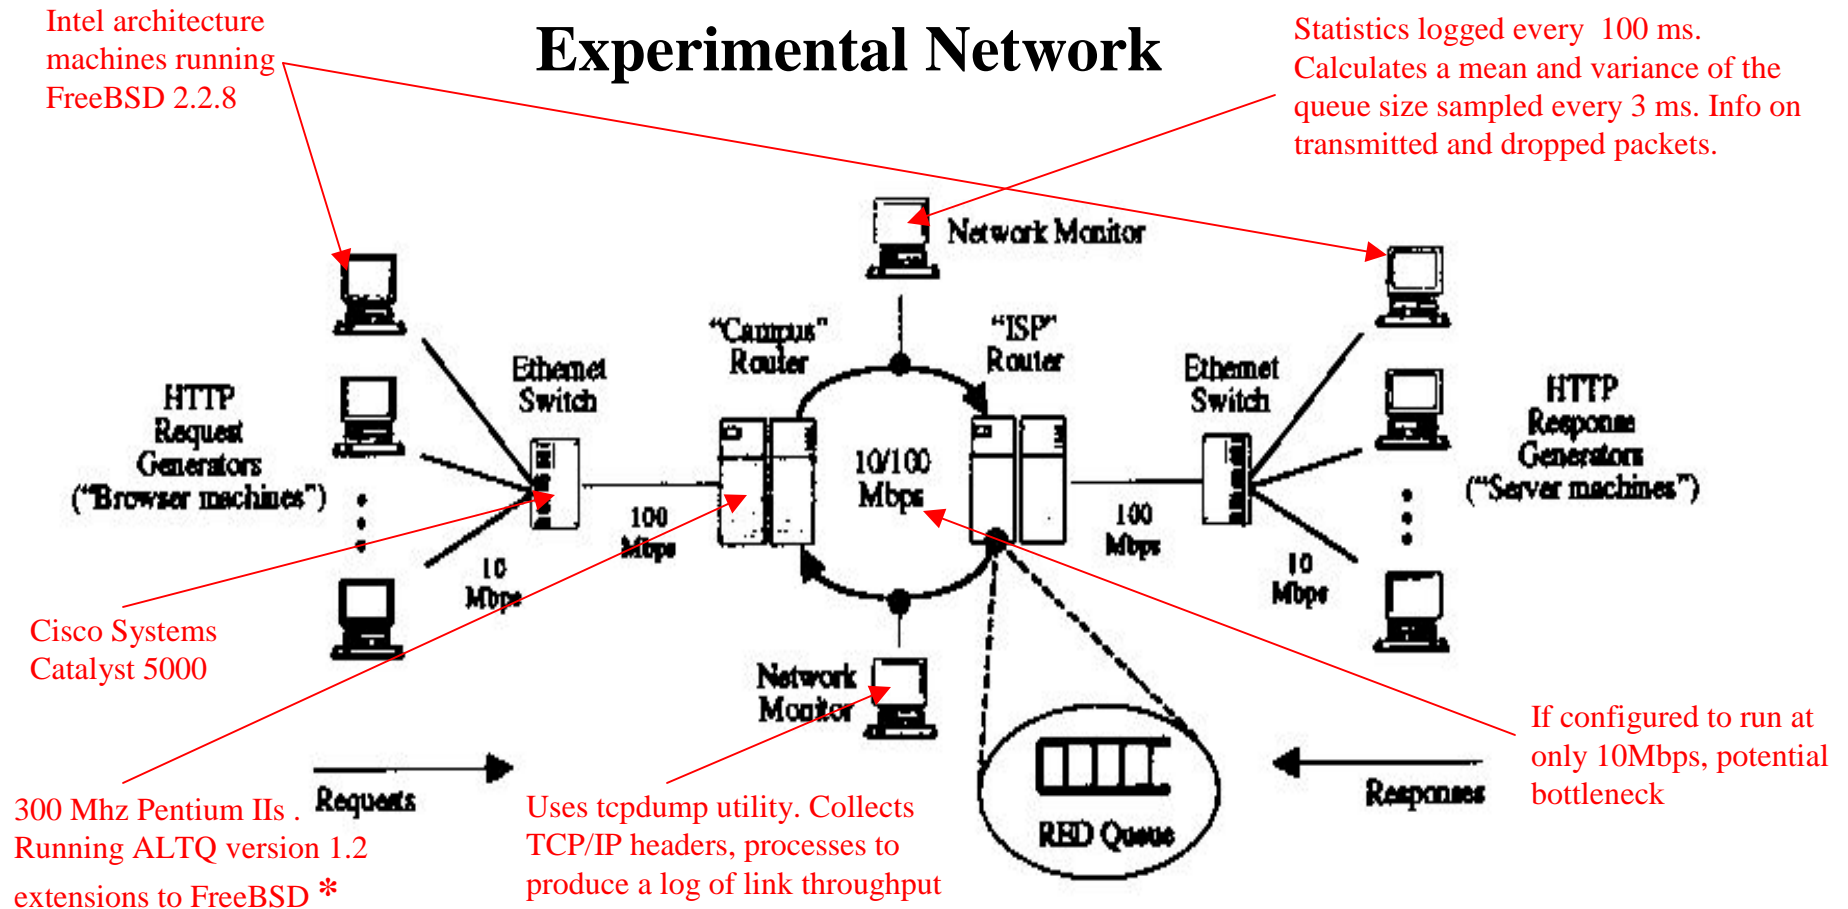 Experimental Network
Intel architecture
machines running
FreeBSD 2.2.8
Statistics logged every 100 ms.
Calculates a mean and variance of the
queue size sampled every 3 ms. Info on
transmitted and dropped packets.
Network Monitor
"Campus"
Router
"ISP"
Router
Ethernet
Switch
Ethernet
Switch
HTTP
Request
Generators
("Browser machines")
HTTP
Response
Generators
("Server machines")
10/100
Mbps
100
Mbps
100
Mbps
10
Mbps
10
Mbps
Cisco Systems
Catalyst 5000
Network
Monitor
If configured to run at
only 10Mbps, potential
bottleneck
Requests
Responses
RED Queue
300 Mhz Pentium IIs .
Running ALTQ version 1.2
extensions to FreeBSD *
Uses tcpdump utility. Collects
TCP/IP headers, processes to
produce a log of link throughput